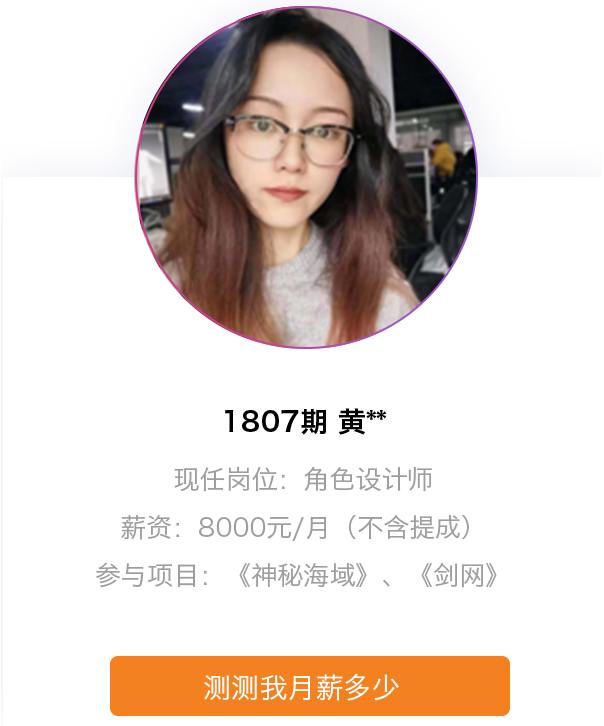 1807期 黄**
现任岗位：角色设计师
薪资：8000元/月（不含提成）
参与项目：《神秘海域》、《剑网》
测测我月薪多少